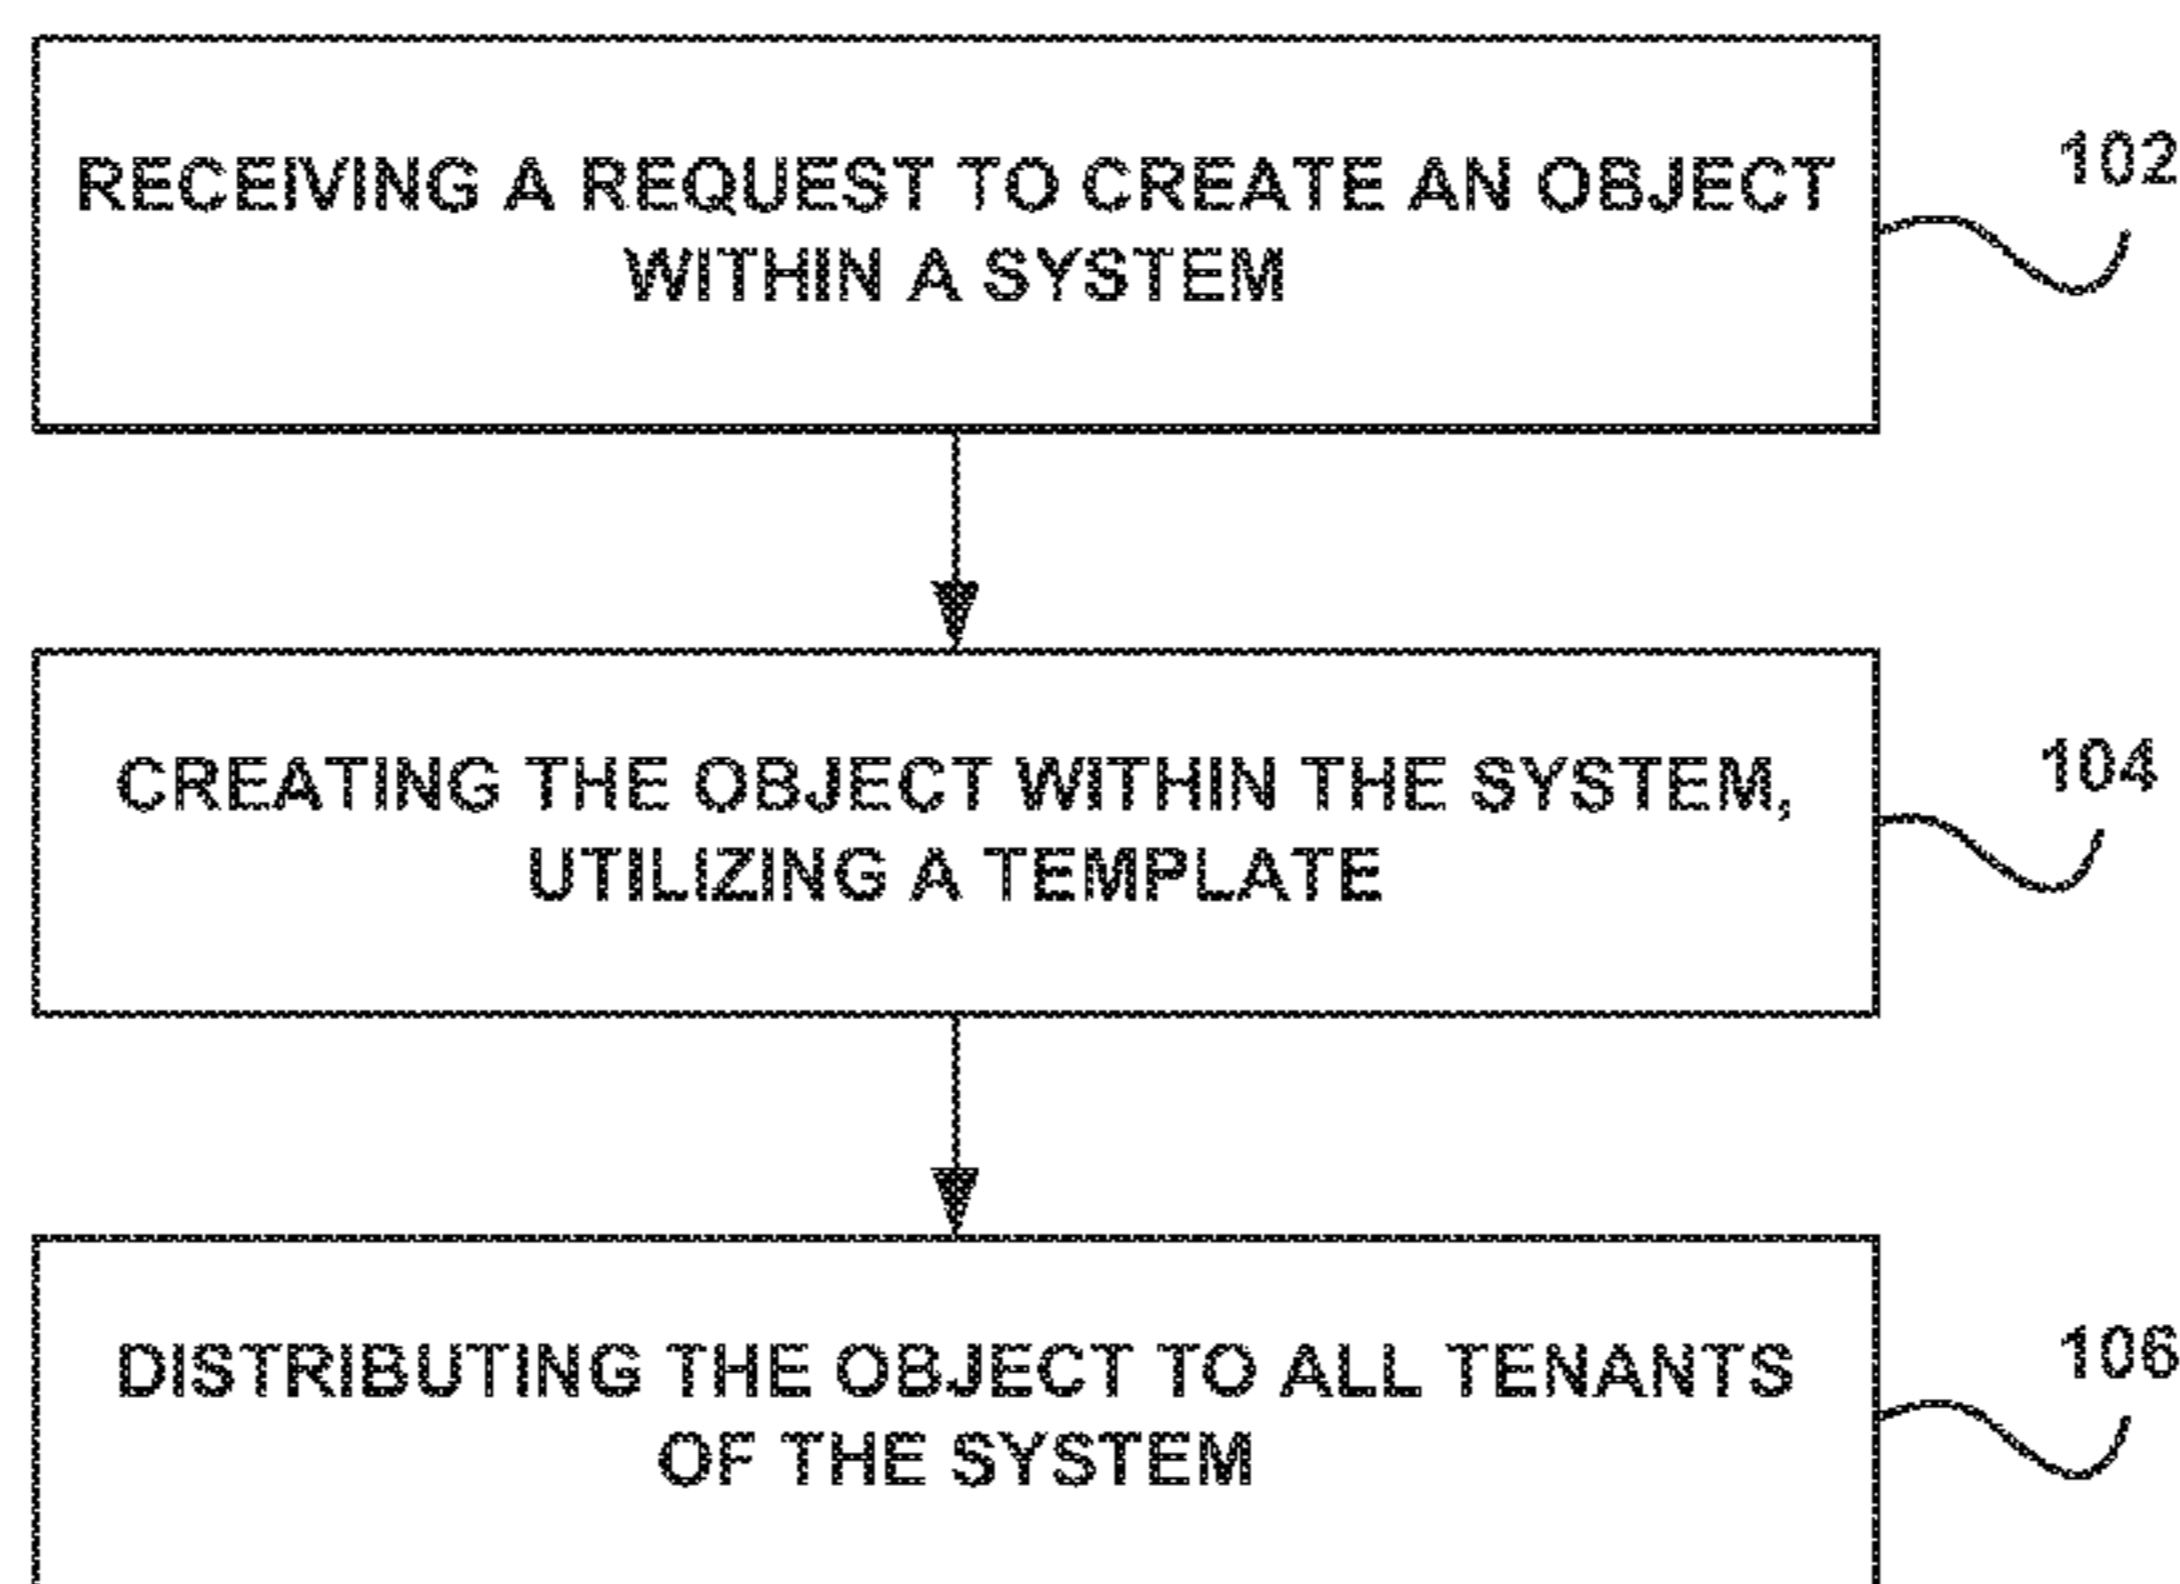 RECEIVING A REQUEST TO CREATE AN OBJECT
WITHIN A SYSTEM
102
CREATING THE OBJECT WITHIN THE SYSTEM,
UTILIZING A TEMPLATE
104
DISTRIBUTING THE OBJECT TO ALL TENANTS
OF THE SYSTEM
106